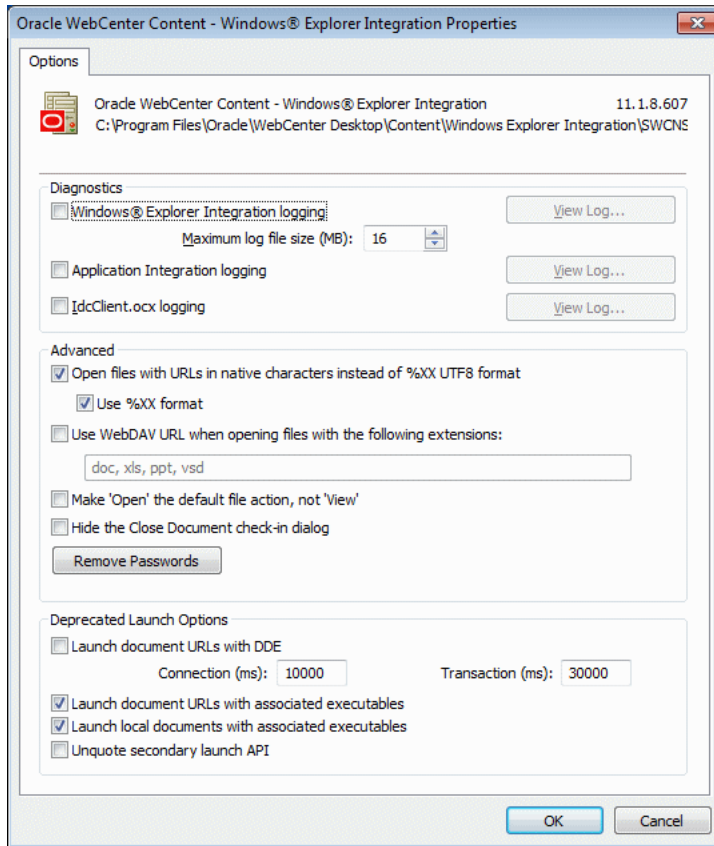 Oracle WebCenter Content - Windows® Explorer Integration Properties
Options
Oracle WebCenter Content - Windows® Explorer Integration 11.1.8.607
C:\Program Files\Oracle\WebCenter Desktop\Content\Windows Explorer Integration\SWCNS
Diagnostics
Windows® Explorer Integration logging View Log...
Maximum log file size (MB): 16
Application Integration logging View Log...
IdcClient.ocx logging View Log...
Advanced
Open files with URLs in native characters instead of %XX UTF8 format
Use %XX format
Use WebDAV URL when opening files with the following extensions:
doc, xls, ppt, vsd
Make 'Open' the default file action, not 'View'
Hide the Close Document check-in dialog
Remove Passwords
Deprecated Launch Options
Launch document URLs with DDE
Connection (ms): 10000 Transaction (ms): 30000
Launch document URLs with associated executables
Launch local documents with associated executables
Unquote secondary launch API
OK Cancel